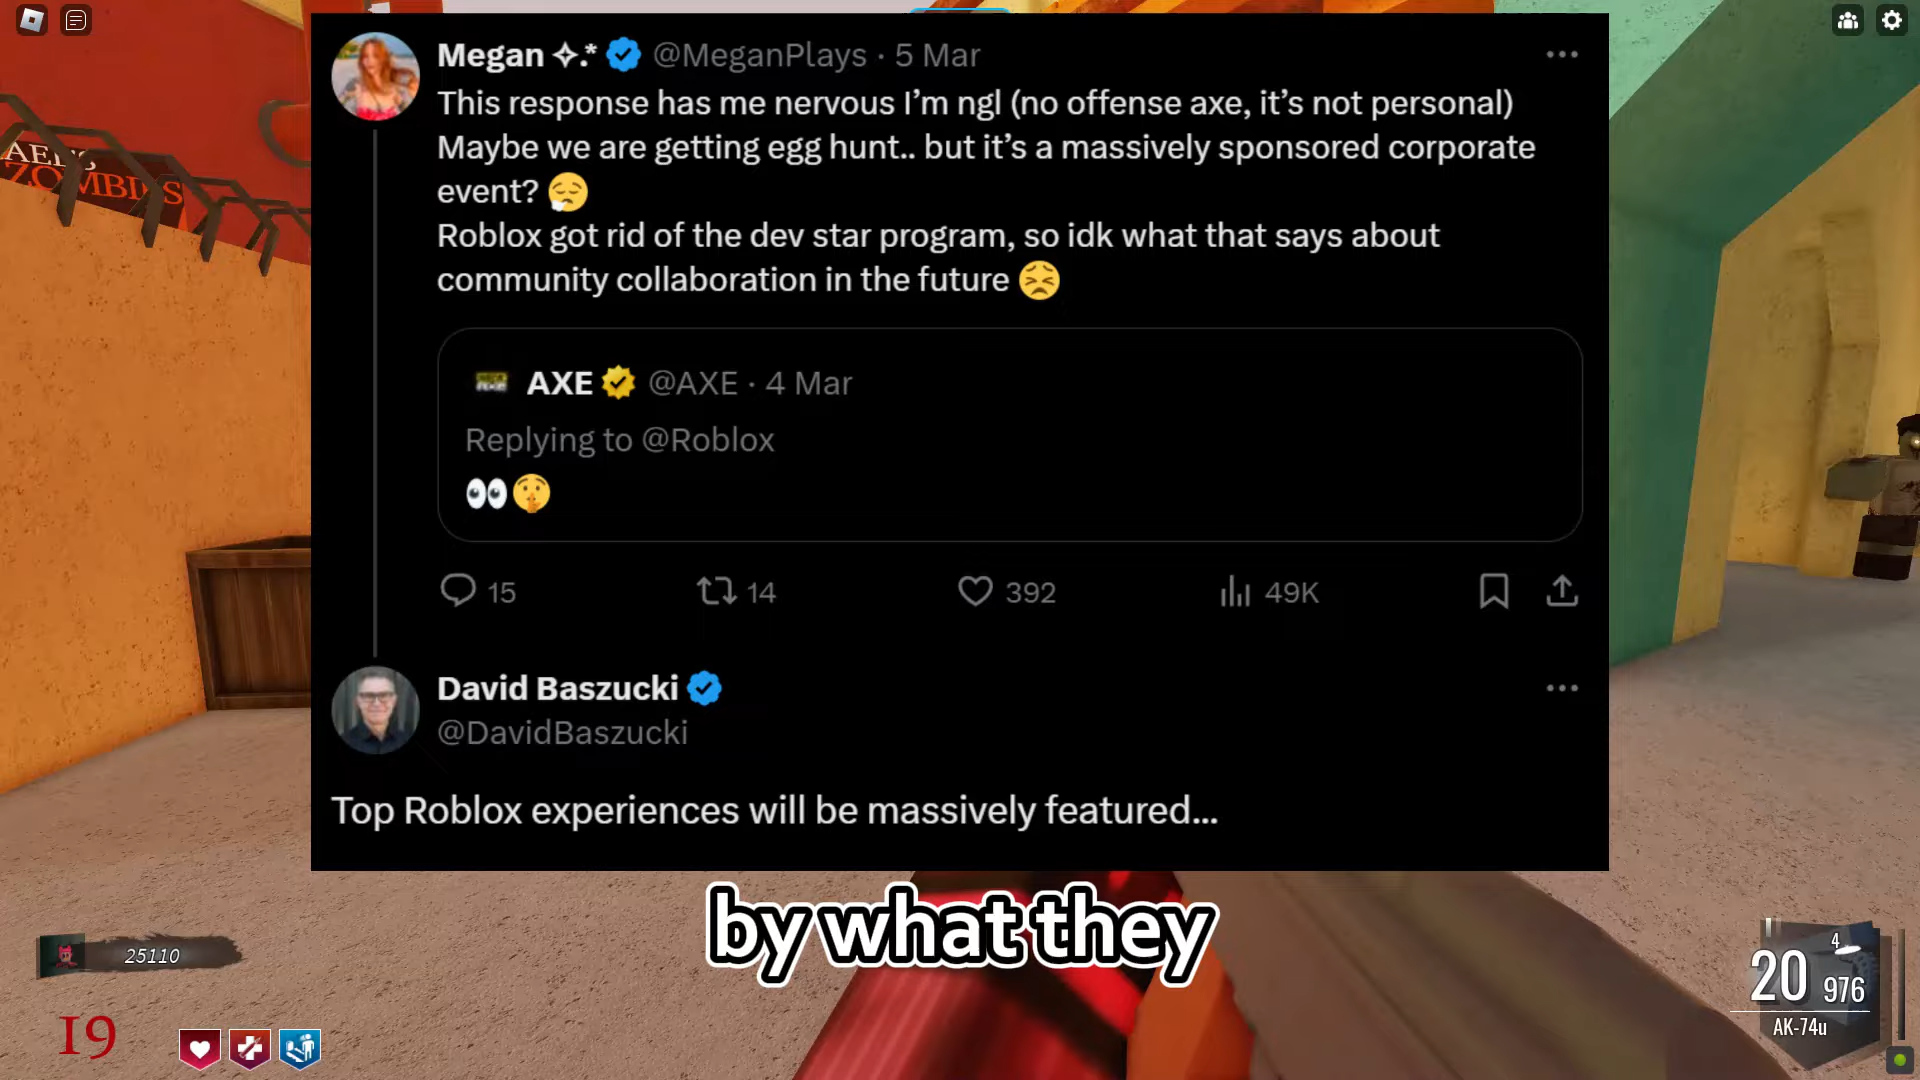 Megan ✧.* @MeganPlays · 5 Mar
This response has me nervous I'm ngl (no offense axe, it's not personal)
Maybe we are getting egg hunt.. but it's a massively sponsored corporate
event? 😮‍💨
Roblox got rid of the dev star program, so idk what that says about
community collaboration in the future 😣
AXE @AXE · 4 Mar
Replying to @Roblox
👀🤫
15 14 392 49K
David Baszucki
@DavidBaszucki
Top Roblox experiences will be massively featured...
by what they
ZOMBIES
25110
19
4
20 976
AK-74u